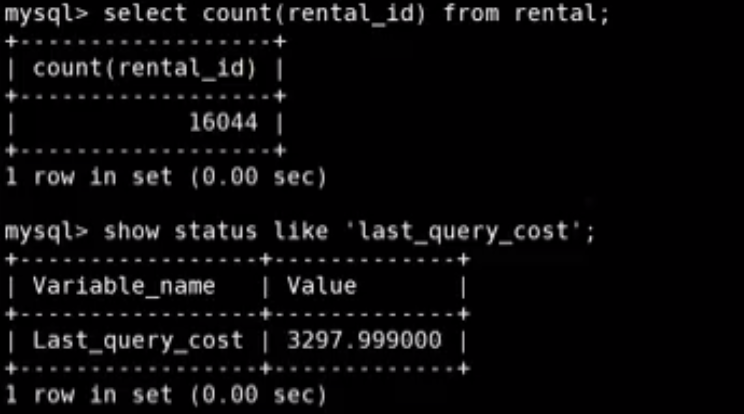 mysql> select count(rental_id) from rental;
+------------------+
| count(rental_id) |
+------------------+
|            16044 |
+------------------+
1 row in set (0.00 sec)
mysql> show status like 'last_query_cost';
+-----------------+-------------+
| Variable_name   | Value       |
+-----------------+-------------+
| Last_query_cost | 3297.999000 |
+-----------------+-------------+
1 row in set (0.00 sec)